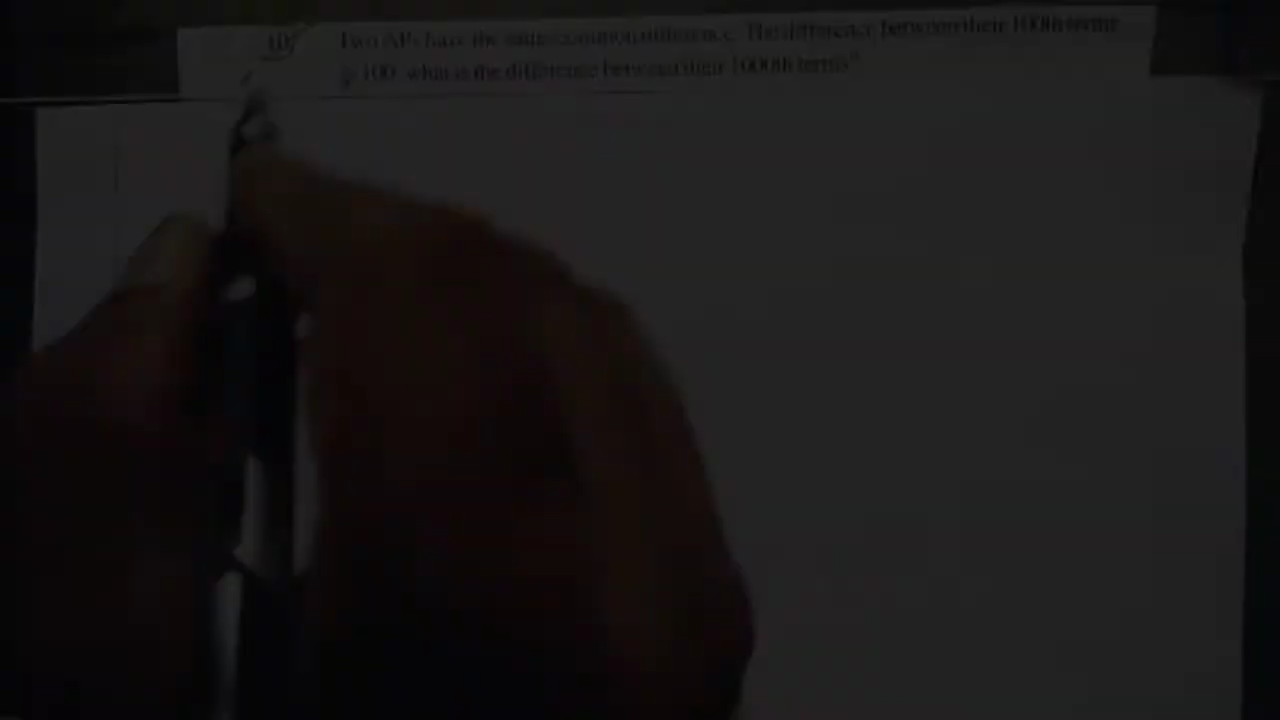 10. Two APs have the same common difference. The difference between their 100th terms
is 100, what is the difference between their 1000th terms?